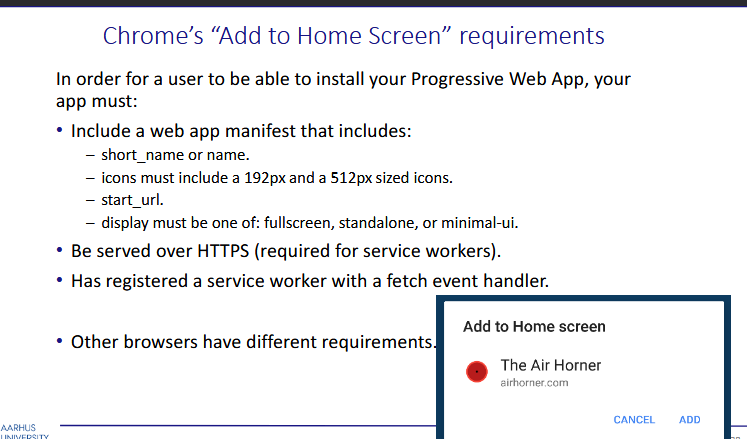 Chrome’s “Add to Home Screen” requirements
In order for a user to be able to install your Progressive Web App, your
app must:
• Include a web app manifest that includes:
– short_name or name.
– icons must include a 192px and a 512px sized icons.
– start_url.
– display must be one of: fullscreen, standalone, or minimal-ui.
• Be served over HTTPS (required for service workers).
• Has registered a service worker with a fetch event handler.
• Other browsers have different requirements.
Add to Home screen
The Air Horner
airhorner.com
CANCEL ADD
AARHUS
UNIVERSITY